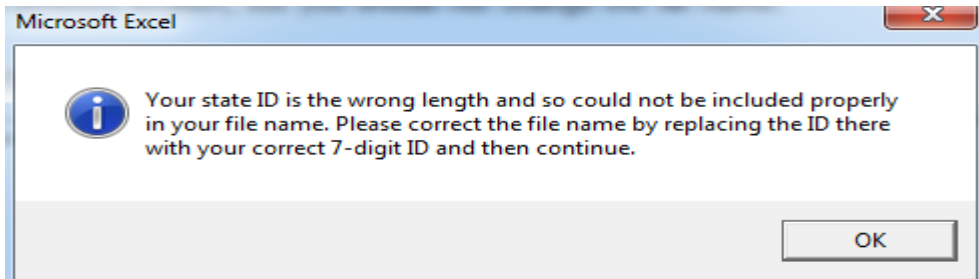 Microsoft Excel
Your state ID is the wrong length and so could not be included properly
in your file name. Please correct the file name by replacing the ID there
with your correct 7-digit ID and then continue.
OK